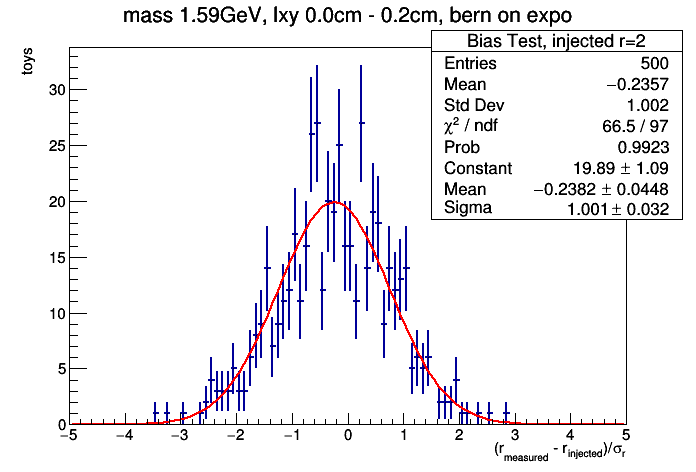 mass 1.59GeV, lxy 0.0cm - 0.2cm, bern on expo
Bias Test, injected r=2
Entries 500
Mean −0.2357
Std Dev 1.002
χ² / ndf 66.5 / 97
Prob 0.9923
Constant 19.89 ± 1.09
Mean −0.2382 ± 0.0448
Sigma 1.001 ± 0.032
toys
30
25
20
15
10
5
0
−5 −4 −3 −2 −1 0 1 2 3 4 5
(r_measured - r_injected)/σ_r